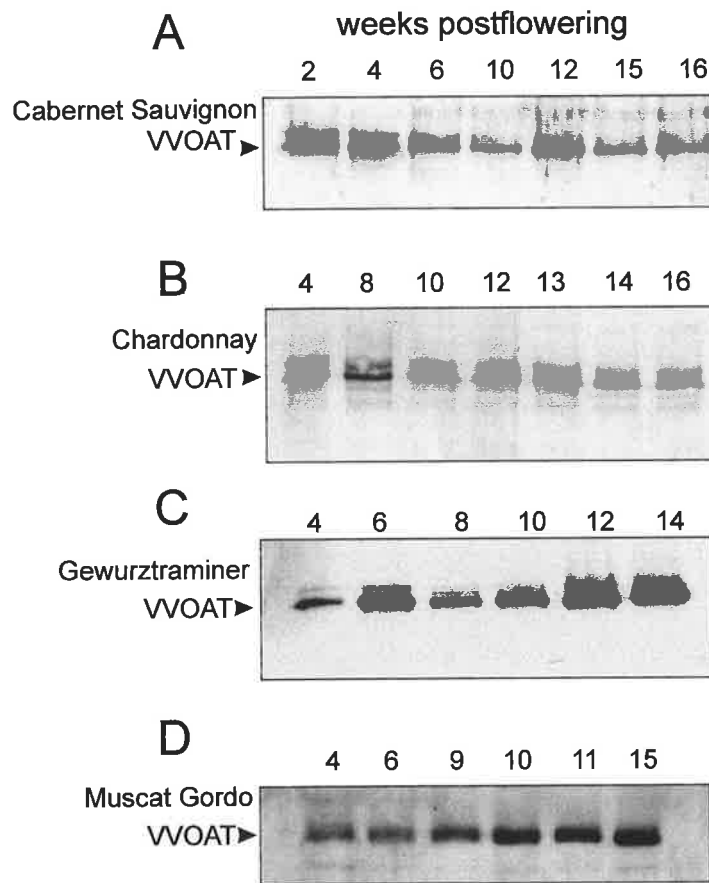 A
weeks postflowering
2 4 6 10 12 15 16
Cabernet Sauvignon
VVOAT
B
4 8 10 12 13 14 16
Chardonnay
VVOAT
C
4 6 8 10 12 14
Gewurztraminer
VVOAT
D
4 6 9 10 11 15
Muscat Gordo
VVOAT